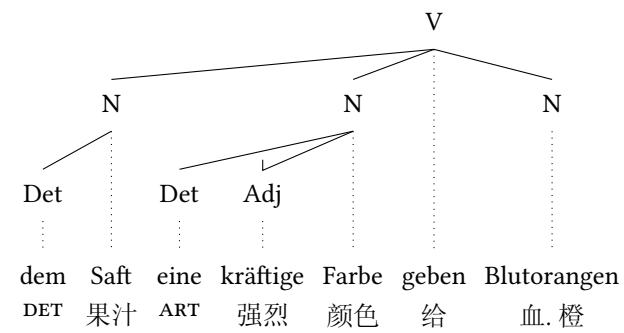 V
N N N
Det Det Adj
dem Saft eine kräftige Farbe geben Blutorangen
DET 果汁 ART 强烈 颜色 给 血. 橙